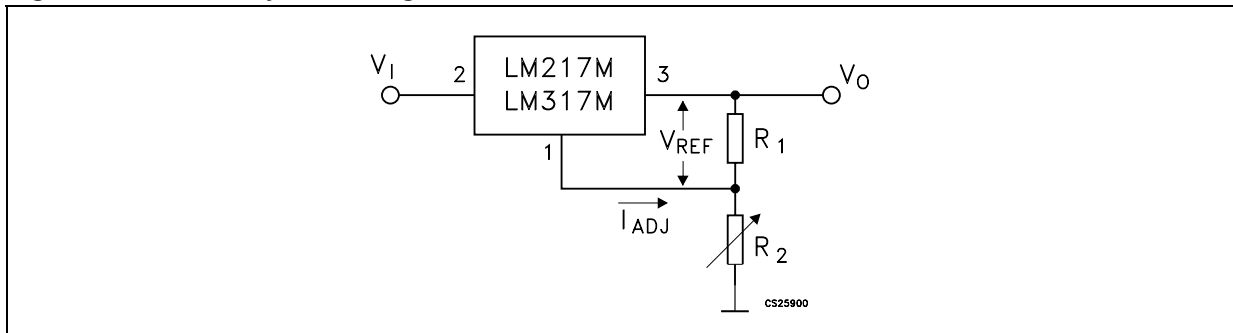 V_I
2
LM217M
LM317M
3
V_O
V_REF
R_1
1
I_ADJ
R_2
CS25900